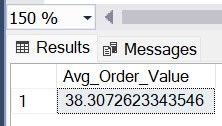 150 %
Results Messages
Avg_Order_Value
1 38.3072623343546